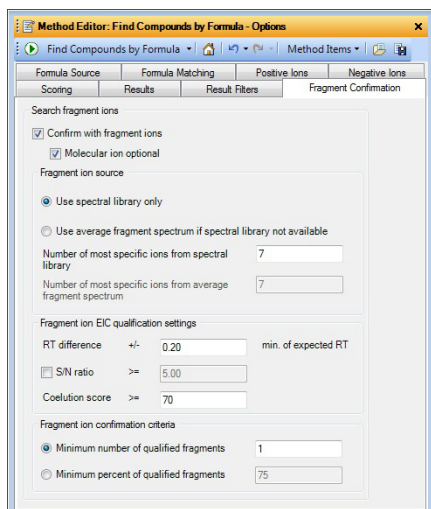 Method Editor: Find Compounds by Formula - Options
Find Compounds by Formula Method Items
Formula Source Formula Matching Positive Ions Negative Ions
Scoring Results Result Filters Fragment Confirmation
Search fragment ions
Confirm with fragment ions
Molecular ion optional
Fragment ion source
Use spectral library only
Use average fragment spectrum if spectral library not available
Number of most specific ions from spectral 7
library
Number of most specific ions from average 7
fragment spectrum
Fragment ion EIC qualification settings
RT difference +/- 0.20 min. of expected RT
S/N ratio >= 5.00
Coelution score >= 70
Fragment ion confirmation criteria
Minimum number of qualified fragments 1
Minimum percent of qualified fragments 75